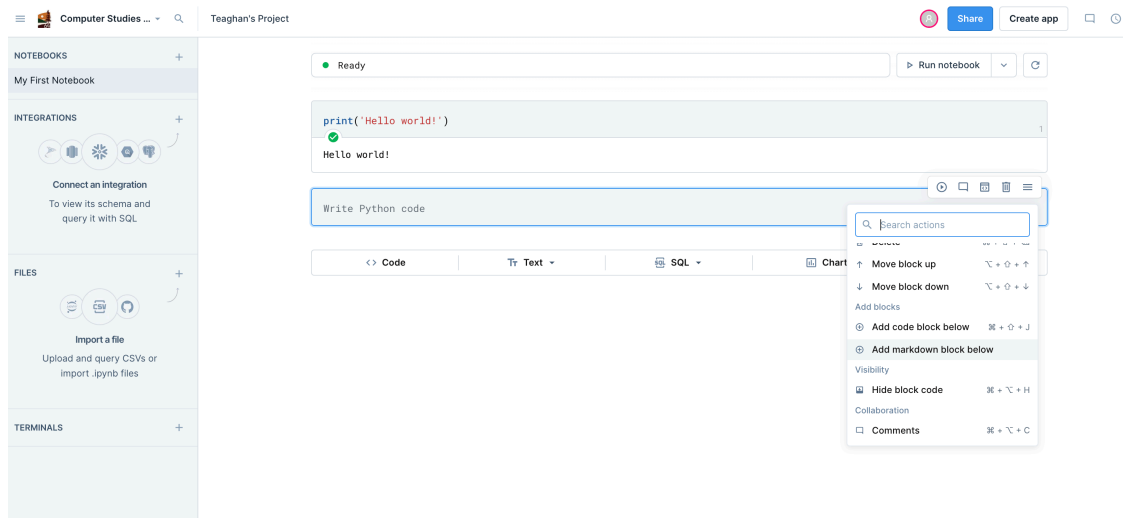 Computer Studies ...
Teaghan's Project
Share
Create app
NOTEBOOKS
My First Notebook
INTEGRATIONS
Connect an integration
To view its schema and
query it with SQL
FILES
CSV
Import a file
Upload and query CSVs or
import .ipynb files
TERMINALS
Ready
Run notebook
print('Hello world!')
1
Hello world!
Write Python code
<> Code
Tr Text
SQL SQL
Chart
Search actions
Delete
Move block up ⌥ + ⇧ + ↑
Move block down ⌥ + ⇧ + ↓
Add blocks
Add code block below ⌘ + ⇧ + J
Add markdown block below
Visibility
Hide block code ⌘ + ⌥ + H
Collaboration
Comments ⌘ + ⌥ + C